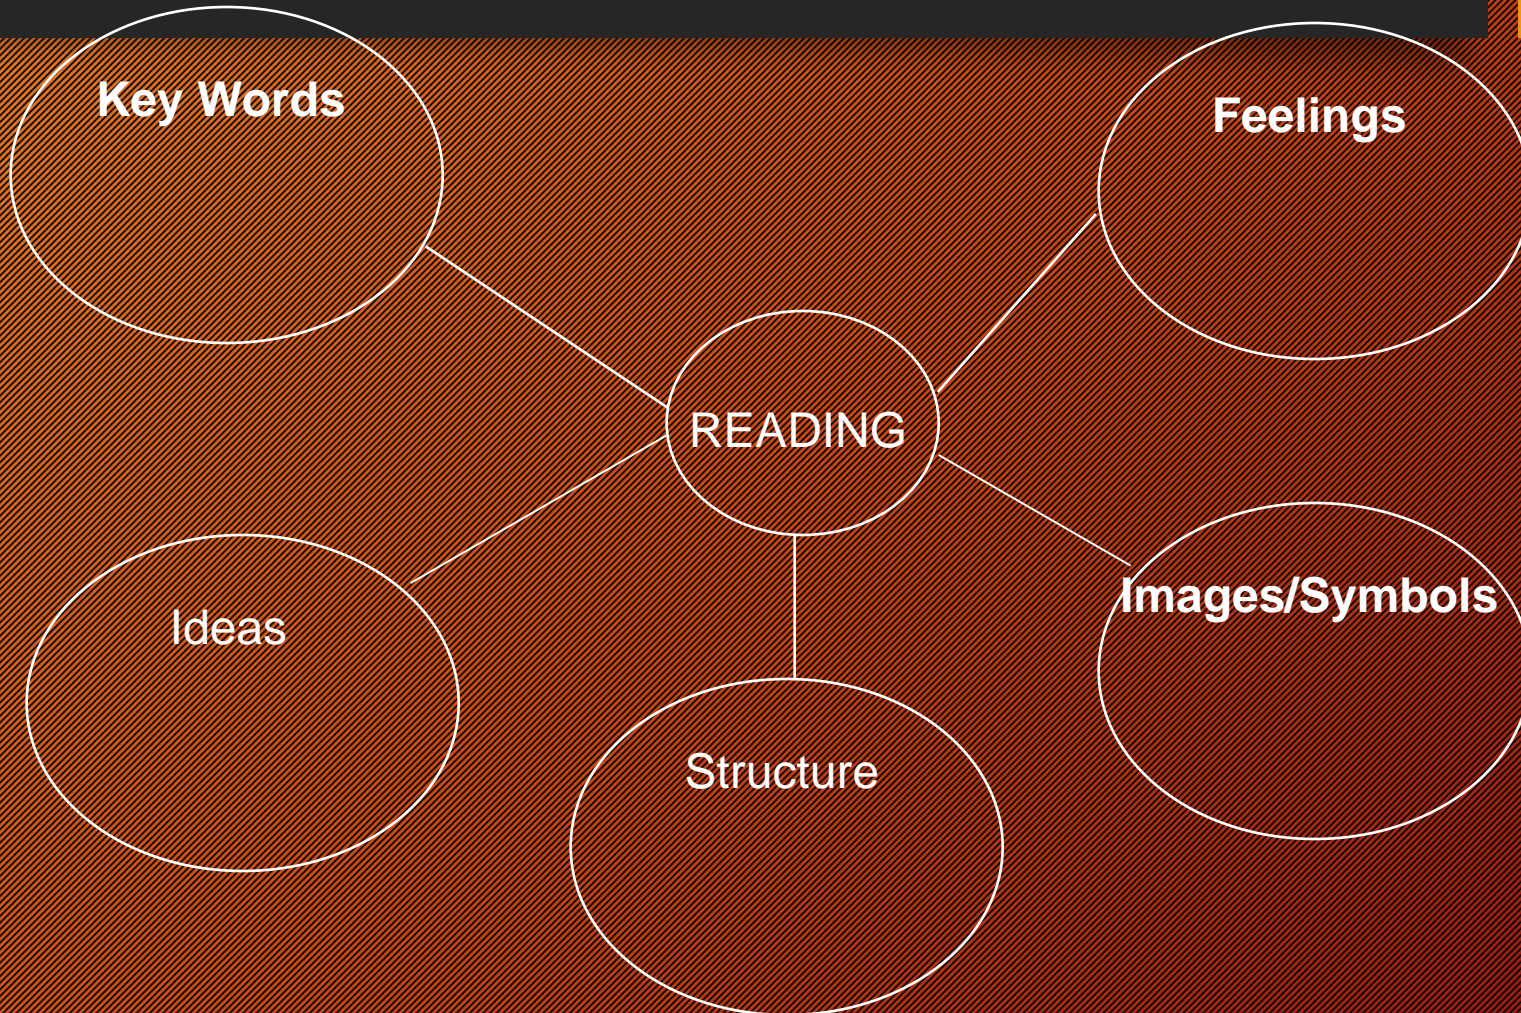 Key Words
Feelings
READING
Ideas
Images/Symbols
Structure